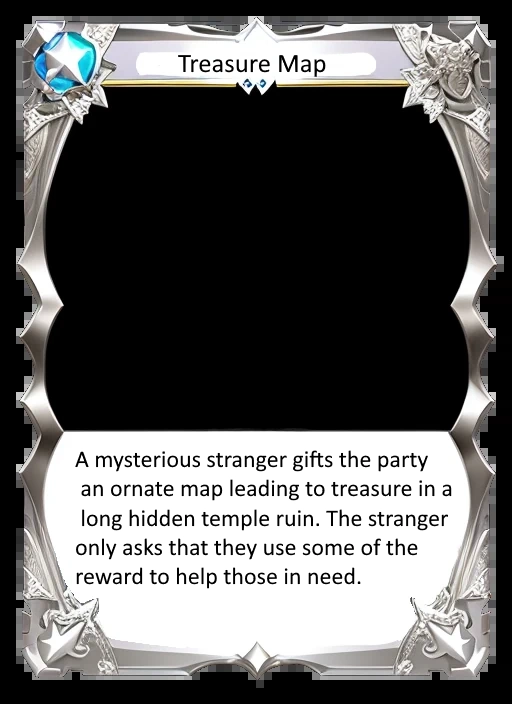 Treasure Map
A mysterious stranger gifts the party
an ornate map leading to treasure in a
long hidden temple ruin. The stranger
only asks that they use some of the
reward to help those in need.